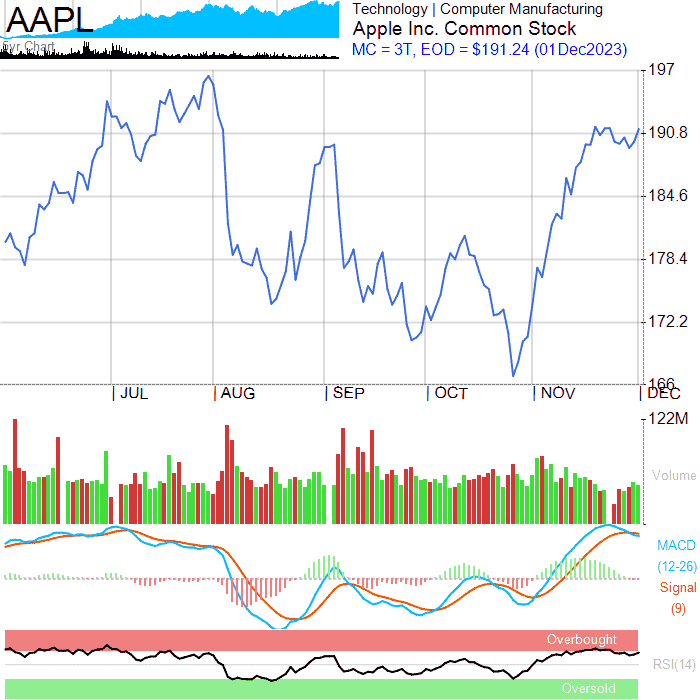 AAPL
6yr Chart
Technology | Computer Manufacturing
Apple Inc. Common Stock
MC = 3T, EOD = $191.24 (01Dec2023)
197
190.8
184.6
178.4
172.2
166
JUL
AUG
SEP
OCT
NOV
DEC
122M
Volume
MACD
(12-26)
Signal
(9)
Overbought
RSI(14)
Oversold